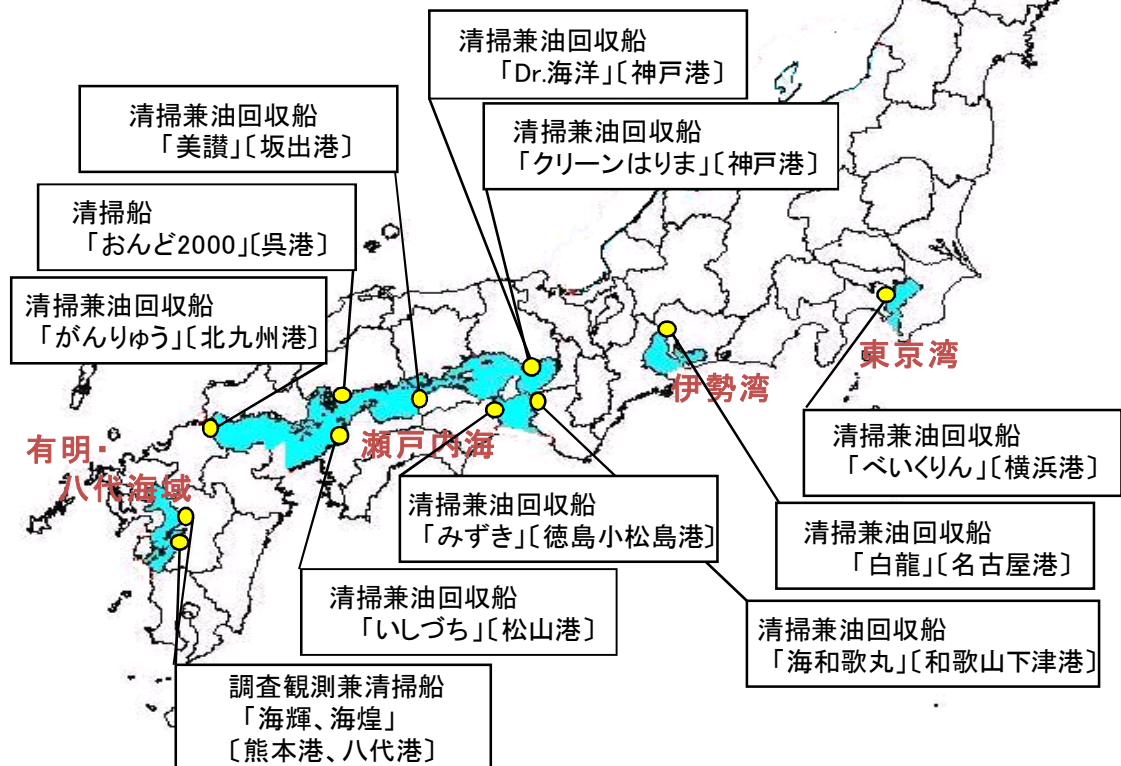 清掃兼油回収船
「Dr.海洋」〔神戸港〕
清掃兼油回収船
「美讃」〔坂出港〕
清掃兼油回収船
「クリーンはりま」〔神戸港〕
清掃船
「おんど2000」〔呉港〕
清掃兼油回収船
「がんりゅう」〔北九州港〕
東京湾
伊勢湾
瀬戸内海
有明・
八代海域
清掃兼油回収船
「べいくりん」〔横浜港〕
清掃兼油回収船
「みずき」〔徳島小松島港〕
清掃兼油回収船
「白龍」〔名古屋港〕
清掃兼油回収船
「いしづち」〔松山港〕
清掃兼油回収船
「海和歌丸」〔和歌山下津港〕
調査観測兼清掃船
「海輝、海煌」
〔熊本港、八代港〕